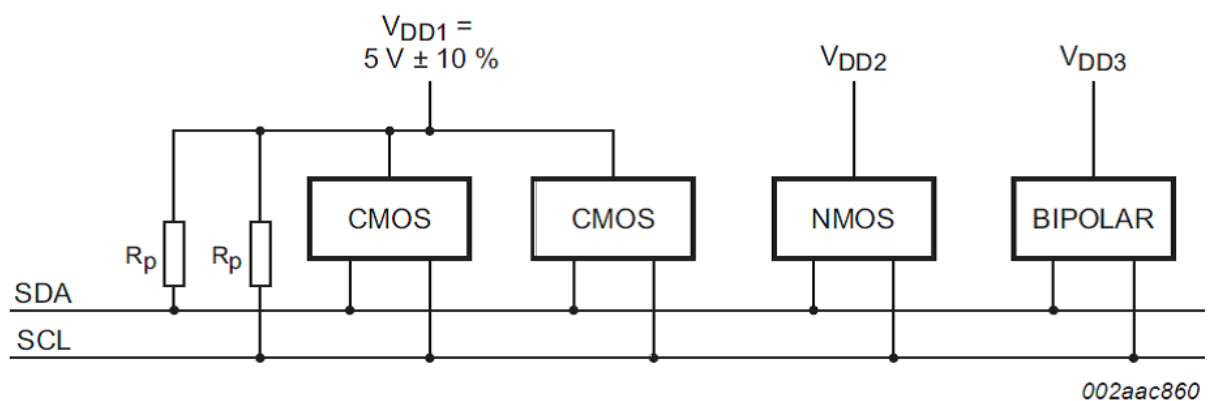 VDD1 =
5 V ± 10 %
VDD2
VDD3
CMOS
CMOS
NMOS
BIPOLAR
Rp
Rp
SDA
SCL
002aac860